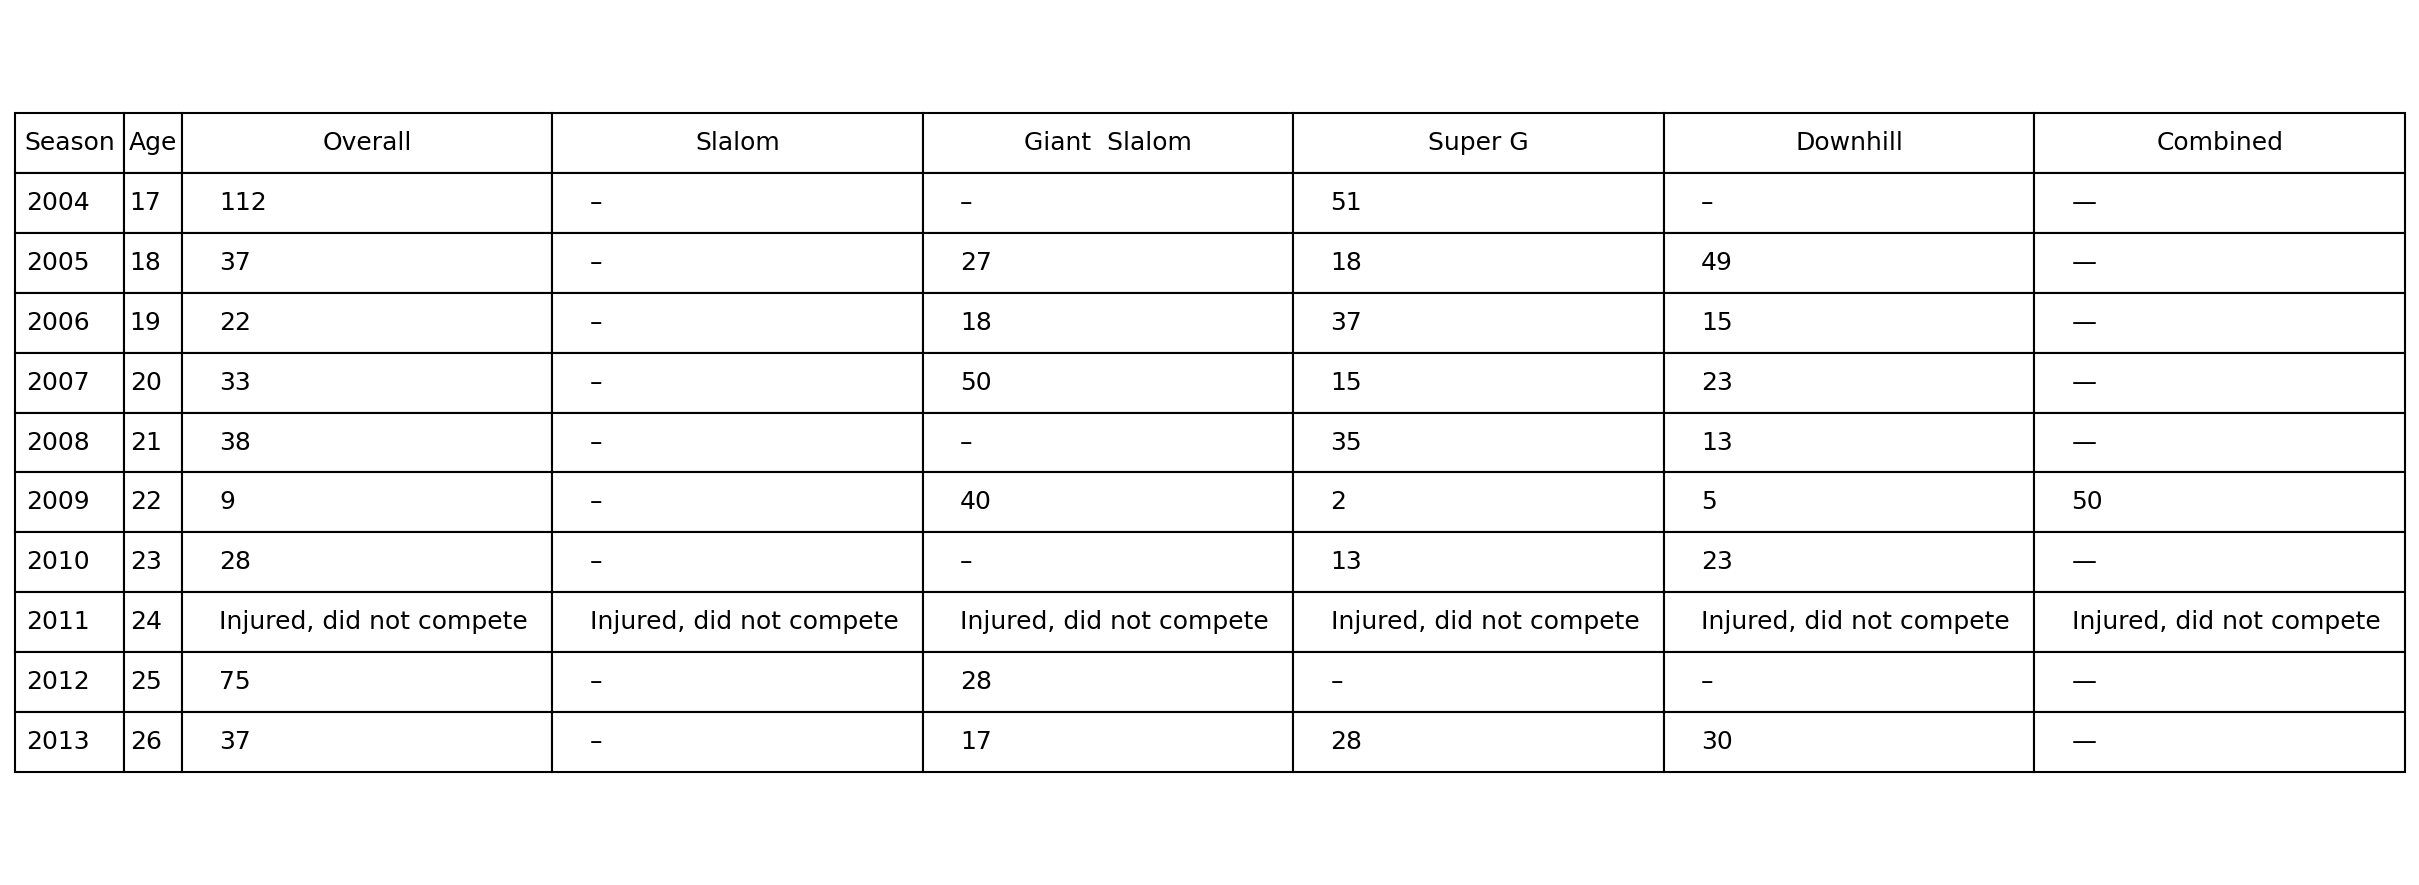 Season Age Overall Slalom Giant  Slalom Super G Downhill Combined
2004 17 112 – – 51 – —
2005 18 37 – 27 18 49 —
2006 19 22 – 18 37 15 —
2007 20 33 – 50 15 23 —
2008 21 38 – – 35 13 —
2009 22 9 – 40 2 5 50
2010 23 28 – – 13 23 —
2011 24 Injured, did not compete Injured, did not compete Injured, did not compete Injured, did not compete Injured, did not compete Injured, did not compete
2012 25 75 – 28 – – —
2013 26 37 – 17 28 30 —